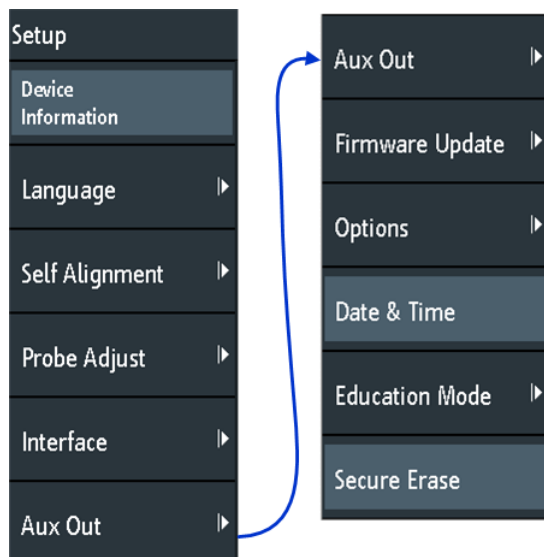 Setup
Device
Information
Language
Self Alignment
Probe Adjust
Interface
Aux Out
Aux Out
Firmware Update
Options
Date & Time
Education Mode
Secure Erase